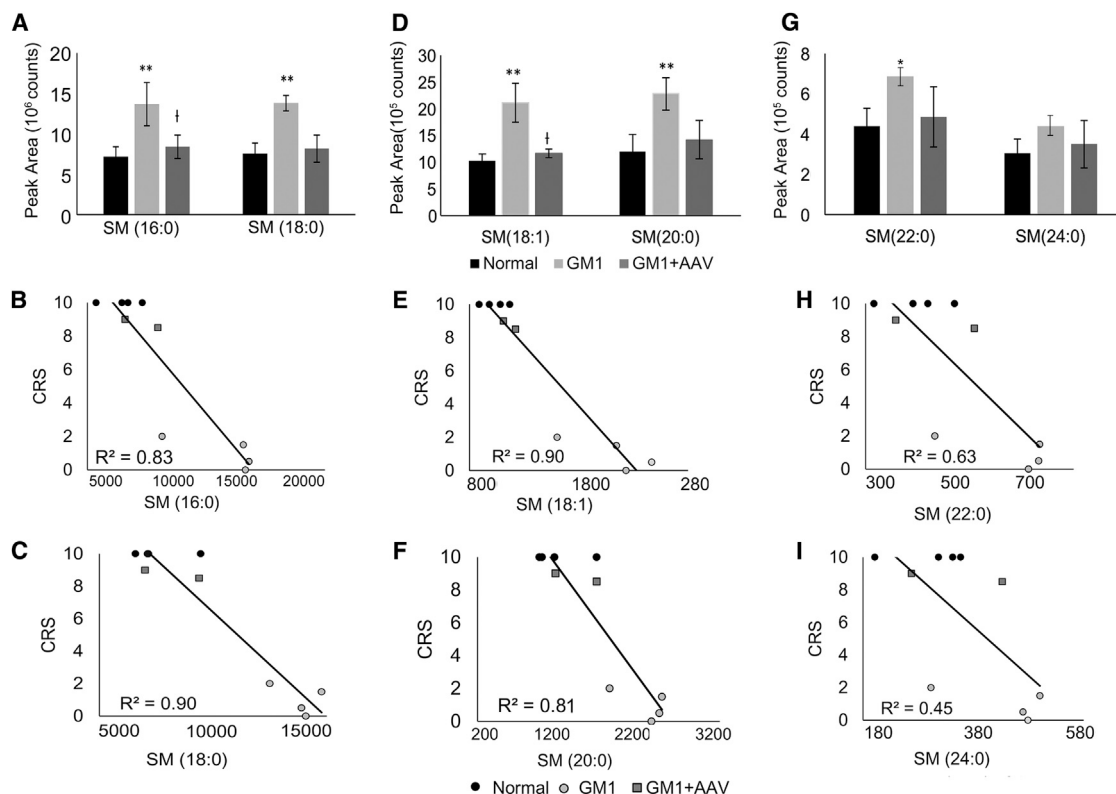 A
Peak Area (10⁶ counts)
20
15
10
5
0
**
ƚ
**
SM (16:0)
SM (18:0)
D
Peak Area(10⁵ counts)
30
25
20
15
10
5
0
**
ƚ
**
SM(18:1)
SM(20:0)
Normal GM1 GM1+AAV
G
Peak Area (10⁵ counts)
8
6
4
2
0
*
SM(22:0)
SM(24:0)
B
CRS
10
8
6
4
2
0
R² = 0.83
5000 10000 15000 20000
SM (16:0)
E
CRS
10
8
6
4
2
0
R² = 0.90
800 1800 280
SM (18:1)
H
CRS
10
8
6
4
2
0
R² = 0.63
300 500 700
SM (22:0)
C
CRS
10
8
6
4
2
0
R² = 0.90
5000 10000 15000
SM (18:0)
F
CRS
10
8
6
4
2
0
R² = 0.81
200 1200 2200 3200
SM (20:0)
I
CRS
10
8
6
4
2
0
R² = 0.45
180 380 580
SM (24:0)
Normal GM1 GM1+AAV